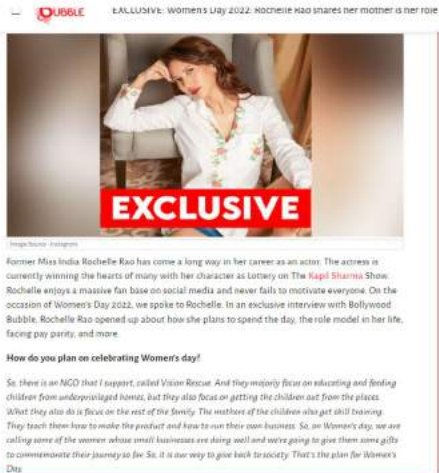 BUBBLE
EXCLUSIVE: Women's Day 2022: Rochelle Rao shares her mother is her role
EXCLUSIVE
Image Source - Instagram
Former Miss India Rochelle Rao has come a long way in her career as an actor. The actress is
currently winning the hearts of many with her character as Lottery on The Kapil Sharma Show.
Rochelle enjoys a massive fan base on social media and never fails to motivate everyone. On the
occasion of Women's Day 2022, we spoke to Rochelle. In an exclusive interview with Bollywood
Bubble, Rochelle Rao opened up about how she plans to spend the day, the role model in her life,
facing pay parity, and more.
How do you plan on celebrating Women's day?
So, there is an NGO that I support, called Vision Rescue. And they majorly focus on educating and feeding
children from underprivileged homes, but they also focus on getting the children out from the places.
What they also do is focus on the rest of the family. The mothers of the children also get skill training.
They teach them how to make the product and how to run their own business. So, on Women's day, we are
calling some of the women whose small businesses are doing well and we're going to give them some gifts
to commemorate their journey so far. So, it is our way to give back to society. That's the plan for Women's
Day.